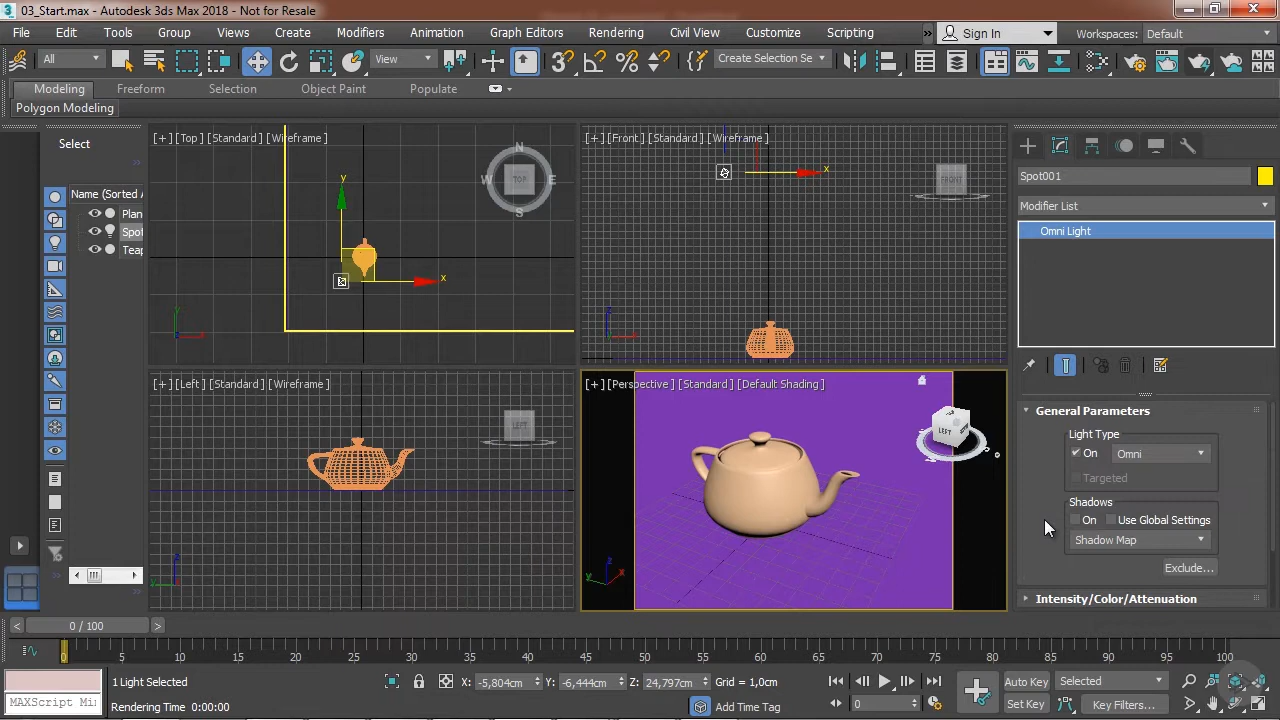 03_Start.max - Autodesk 3ds Max 2018 - Not for Resale
File Edit Tools Group Views Create Modifiers Animation Graph Editors Rendering Civil View Customize Scripting » Sign In Workspaces: Default
All View Create Selection Se
Modeling Freeform Selection Object Paint Populate
Polygon Modeling
Select
Name (Sorted A
Plan
Spot
Teap
[+] [Top] [Standard] [Wireframe]
N
W TOP E
S
y
x
[+] [Front] [Standard] [Wireframe]
FRONT
x
[+] [Left] [Standard] [Wireframe]
LEFT
[+] [Perspective] [Standard] [Default Shading]
LEFT
z
y x
Spot001
Modifier List
Omni Light
General Parameters
Light Type
On Omni
Targeted
Shadows
On Use Global Settings
Shadow Map
Exclude...
Intensity/Color/Attenuation
< 0 / 100 >
0 5 10 15 20 25 30 35 40 45 50 55 60 65 70 75 80 85 90 95 100
1 Light Selected X: -5,804cm Y: -6,444cm Z: 24,797cm Grid = 1,0cm Auto Key Selected
MAXScript Mi Rendering Time 0:00:00 Add Time Tag 0 Set Key Key Filters...